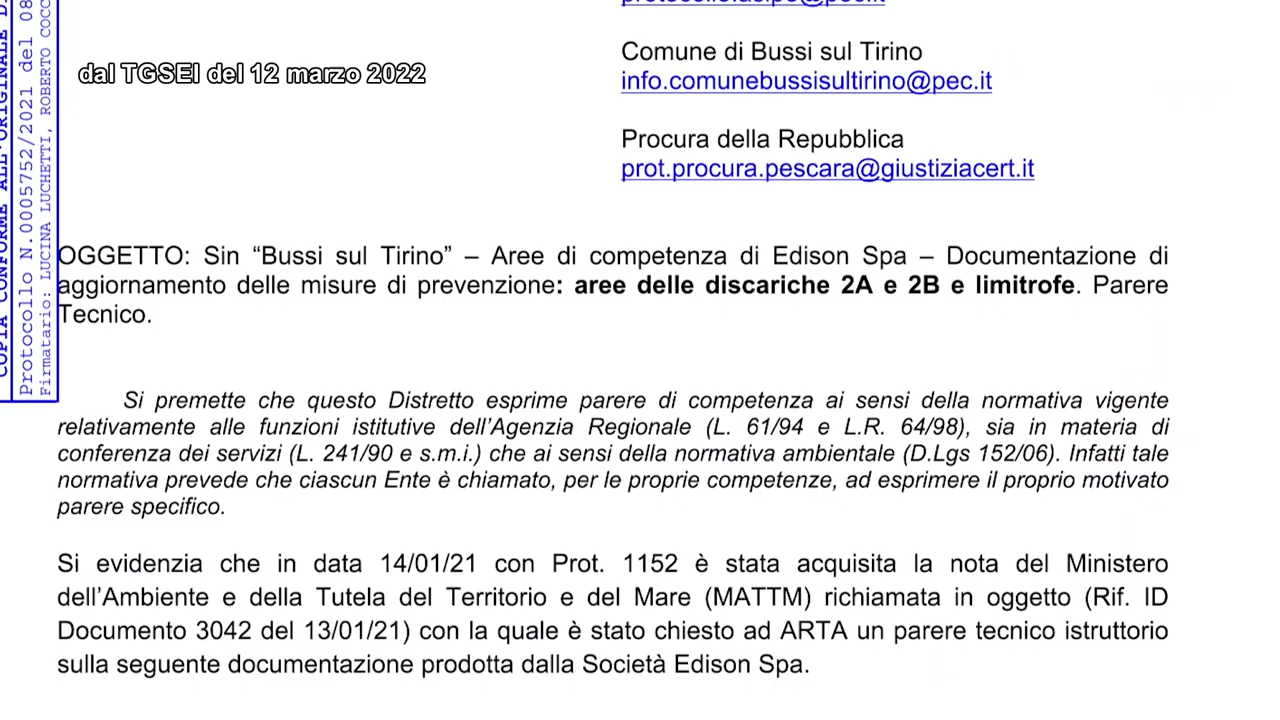 protocollo.asl.pe@pec.it
Comune di Bussi sul Tirino
dal TGSEI del 12 marzo 2022
info.comunebussisultirino@pec.it
Procura della Repubblica
prot.procura.pescara@giustiziacert.it
COPIA CONFORME ALL'ORIGINALE
Protocollo N.0005752/2021 del 08
Firmatario: LUCINA LUCHETTI, ROBERTO COCC
OGGETTO: Sin “Bussi sul Tirino” – Aree di competenza di Edison Spa – Documentazione di
aggiornamento delle misure di prevenzione: aree delle discariche 2A e 2B e limitrofe. Parere
Tecnico.
Si premette che questo Distretto esprime parere di competenza ai sensi della normativa vigente
relativamente alle funzioni istitutive dell’Agenzia Regionale (L. 61/94 e L.R. 64/98), sia in materia di
conferenza dei servizi (L. 241/90 e s.m.i.) che ai sensi della normativa ambientale (D.Lgs 152/06). Infatti tale
normativa prevede che ciascun Ente è chiamato, per le proprie competenze, ad esprimere il proprio motivato
parere specifico.
Si evidenzia che in data 14/01/21 con Prot. 1152 è stata acquisita la nota del Ministero
dell’Ambiente e della Tutela del Territorio e del Mare (MATTM) richiamata in oggetto (Rif. ID
Documento 3042 del 13/01/21) con la quale è stato chiesto ad ARTA un parere tecnico istruttorio
sulla seguente documentazione prodotta dalla Società Edison Spa.